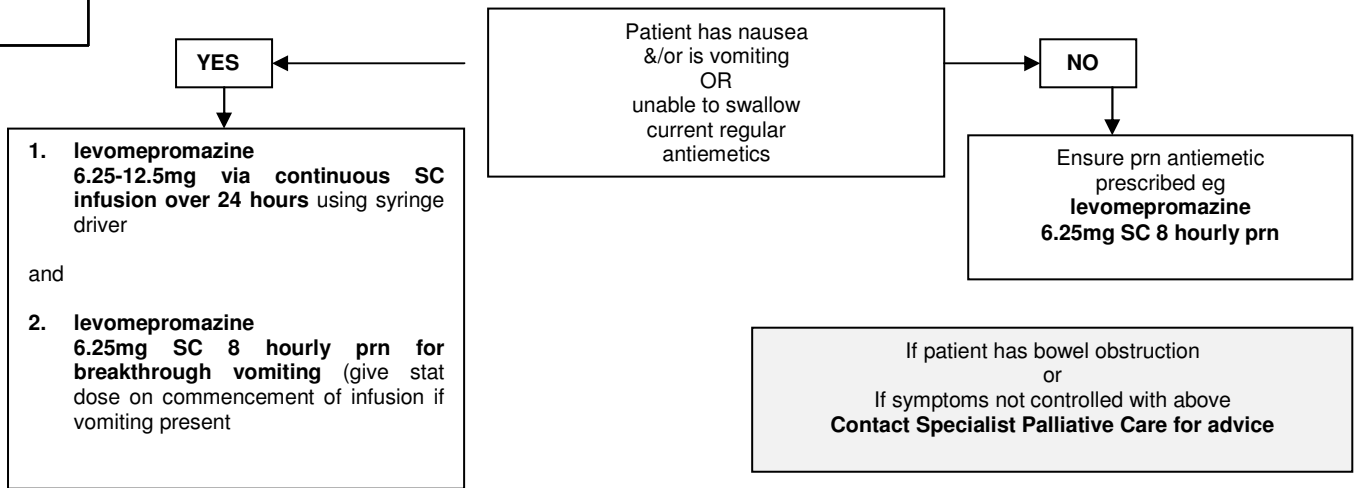 Patient has nausea
&/or is vomiting
OR
unable to swallow
current regular
antiemetics
YES
NO
1. levomepromazine
6.25-12.5mg via continuous SC
infusion over 24 hours using syringe
driver
and
2. levomepromazine
6.25mg SC 8 hourly prn for
breakthrough vomiting (give stat
dose on commencement of infusion if
vomiting present
Ensure prn antiemetic
prescribed eg
levomepromazine
6.25mg SC 8 hourly prn
If patient has bowel obstruction
or
If symptoms not controlled with above
Contact Specialist Palliative Care for advice